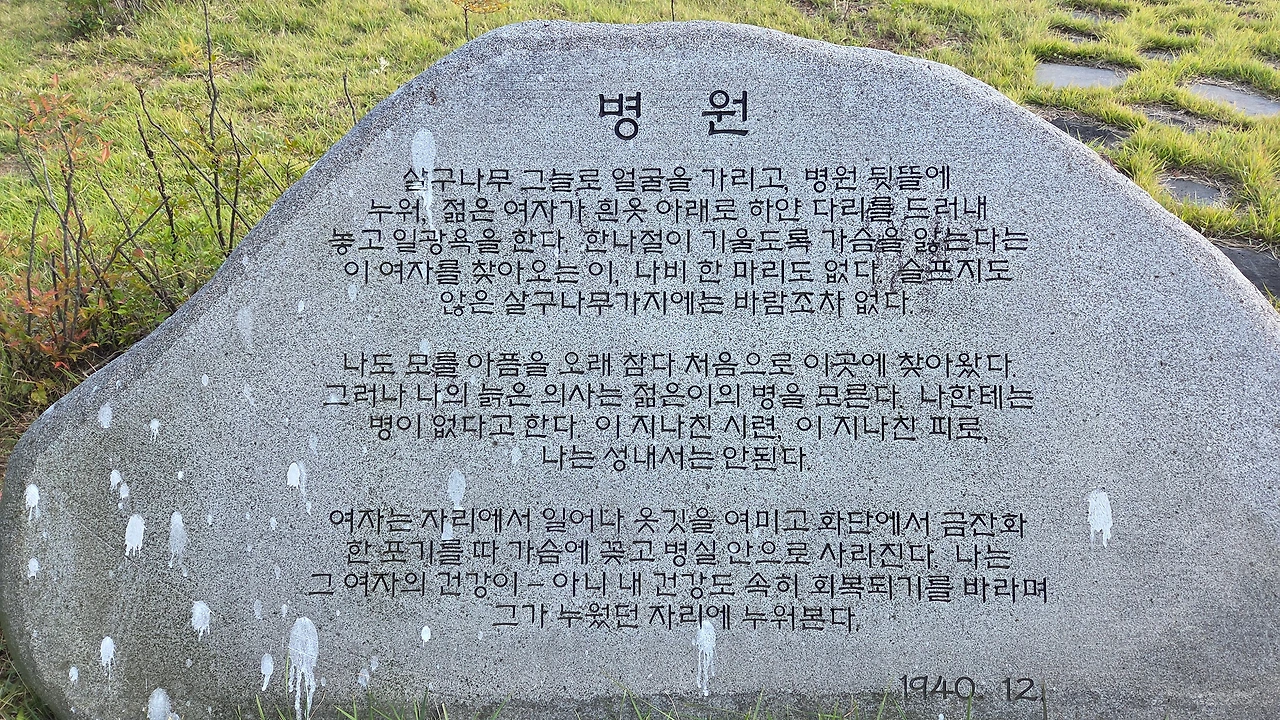 병 원
살구나무 그늘로 얼굴을 가리고, 병원 뒷뜰에
누워, 젊은 여자가 흰옷 아래로 하얀 다리를 드러내
놓고 일광욕을 한다. 한나절이 기울도록 가슴을 앓는다는
이 여자를 찾아오는 이, 나비 한 마리도 없다. 슬프지도
않은 살구나무가지에는 바람조차 없다.
나도 모를 아픔을 오래 참다 처음으로 이곳에 찾아왔다.
그러나 나의 늙은 의사는 젊은이의 병을 모른다. 나한테는
병이 없다고 한다. 이 지나친 시련, 이 지나친 피로,
나는 성내서는 안된다.
여자는 자리에서 일어나 옷깃을 여미고 화단에서 금잔화
한 포기를 따 가슴에 꽂고 병실 안으로 사라진다. 나는
그 여자의 건강이 - 아니 내 건강도 속히 회복되기를 바라며
그가 누웠던 자리에 누워본다.
1940. 12.